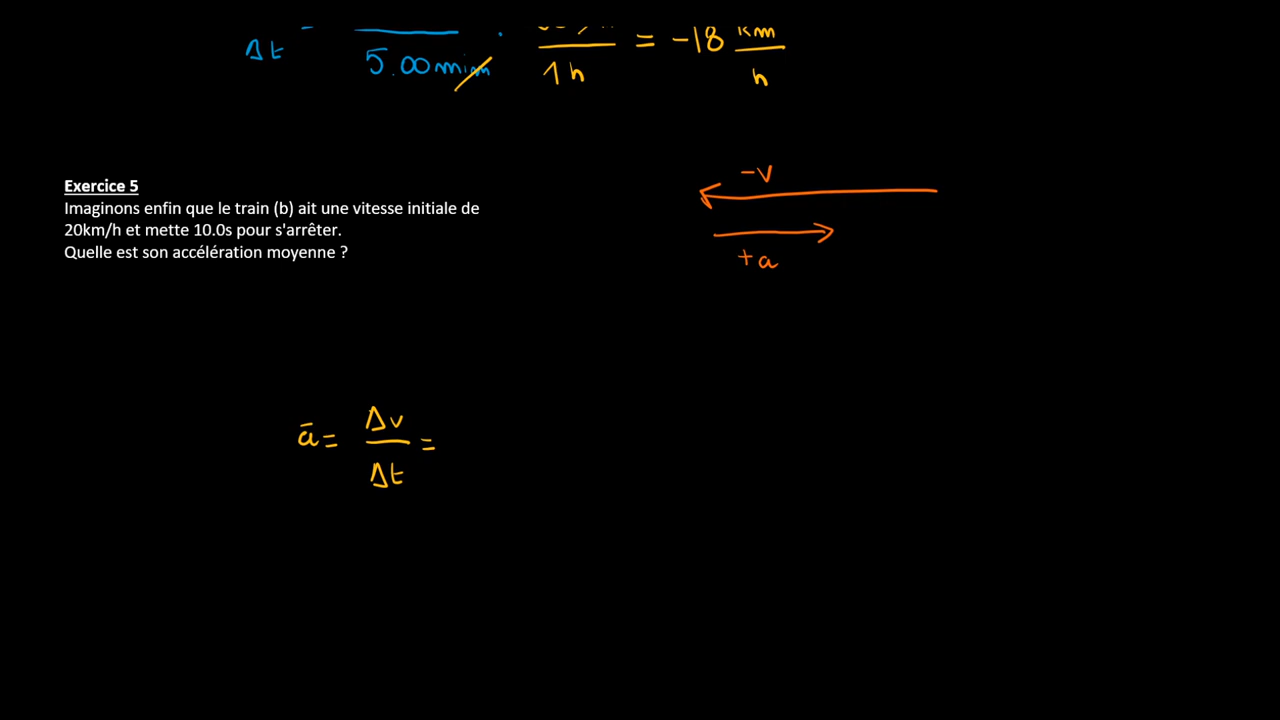 Δt = 5.00 min · 1h = -18 km/h
-v
Exercice 5
Imaginons enfin que le train (b) ait une vitesse initiale de
20km/h et mette 10.0s pour s'arrêter.
Quelle est son accélération moyenne ?
+a
ā = Δv/Δt =